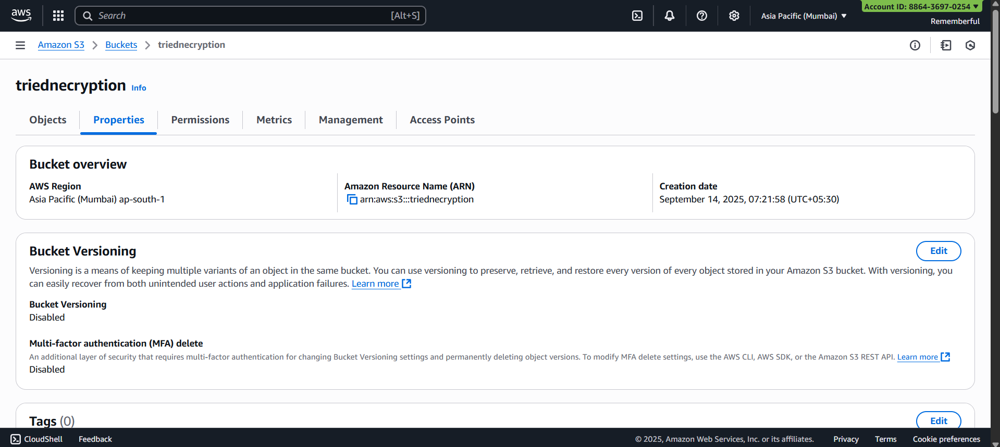 aws
Search [Alt+S]
Asia Pacific (Mumbai)
Account ID: 8864-3697-0254
Rememberful
Amazon S3 Buckets triednecryption
triednecryption Info
Objects Properties Permissions Metrics Management Access Points
Bucket overview
AWS Region
Asia Pacific (Mumbai) ap-south-1
Amazon Resource Name (ARN)
arn:aws:s3:::triednecryption
Creation date
September 14, 2025, 07:21:58 (UTC+05:30)
Bucket Versioning
Edit
Versioning is a means of keeping multiple variants of an object in the same bucket. You can use versioning to preserve, retrieve, and restore every version of every object stored in your Amazon S3 bucket. With versioning, you
can easily recover from both unintended user actions and application failures. Learn more
Bucket Versioning
Disabled
Multi-factor authentication (MFA) delete
An additional layer of security that requires multi-factor authentication for changing Bucket Versioning settings and permanently deleting object versions. To modify MFA delete settings, use the AWS CLI, AWS SDK, or the Amazon S3 REST API. Learn more
Disabled
Tags (0)
Edit
CloudShell Feedback © 2025, Amazon Web Services, Inc. or its affiliates. Privacy Terms Cookie preferences